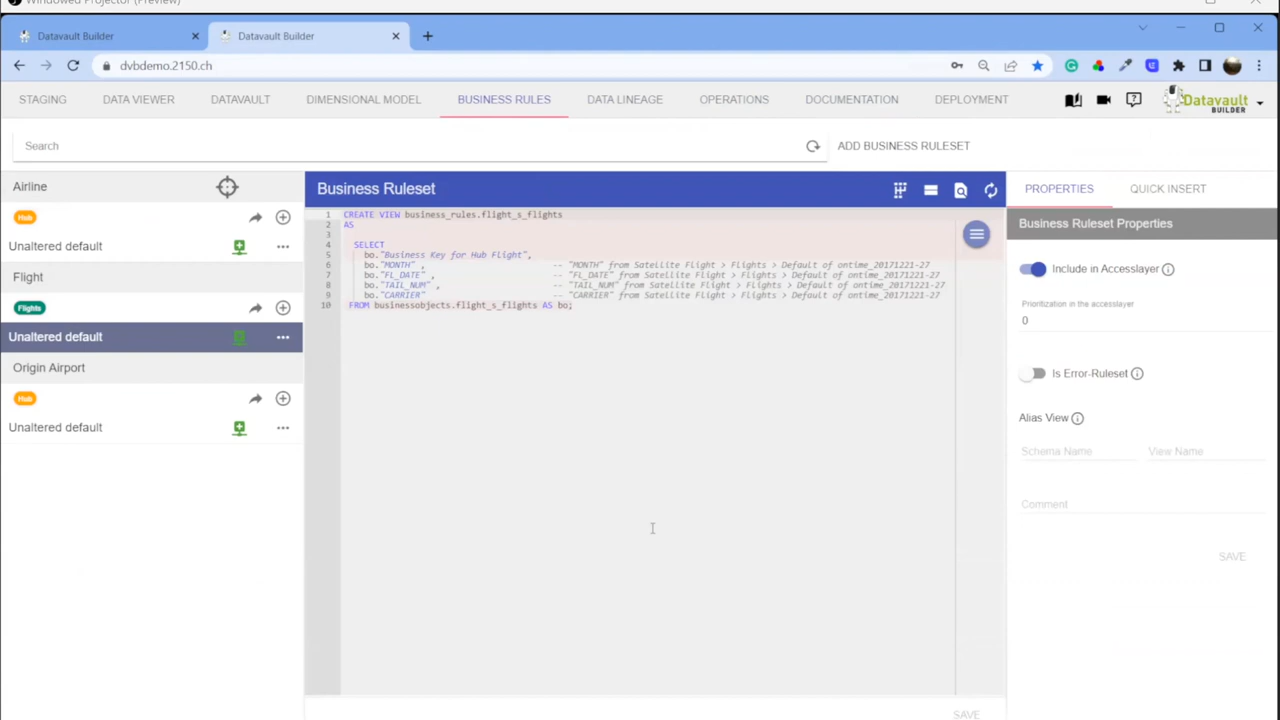 Windowed Projector (Preview)
Datavault Builder
Datavault Builder
dvbdemo.2150.ch
STAGING DATA VIEWER DATAVAULT DIMENSIONAL MODEL BUSINESS RULES DATA LINEAGE OPERATIONS DOCUMENTATION DEPLOYMENT
Datavault
BUILDER
Search
ADD BUSINESS RULESET
Airline
Hub
Unaltered default
Flight
Flights
Unaltered default
Origin Airport
Hub
Unaltered default
Business Ruleset
1 CREATE VIEW business_rules.flight_s_flights
2 AS
3
4 SELECT
5 bo."Business Key for Hub Flight",
6 bo."MONTH" , -- "MONTH" from Satellite Flight > Flights > Default of ontime_20171221-27
7 bo."FL_DATE" , -- "FL_DATE" from Satellite Flight > Flights > Default of ontime_20171221-27
8 bo."TAIL_NUM" , -- "TAIL_NUM" from Satellite Flight > Flights > Default of ontime_20171221-27
9 bo."CARRIER" -- "CARRIER" from Satellite Flight > Flights > Default of ontime_20171221-27
10 FROM businessobjects.flight_s_flights AS bo;
SAVE
PROPERTIES QUICK INSERT
Business Ruleset Properties
Include in Accesslayer
Prioritization in the accesslayer
0
Is Error-Ruleset
Alias View
Schema Name View Name
Comment
SAVE